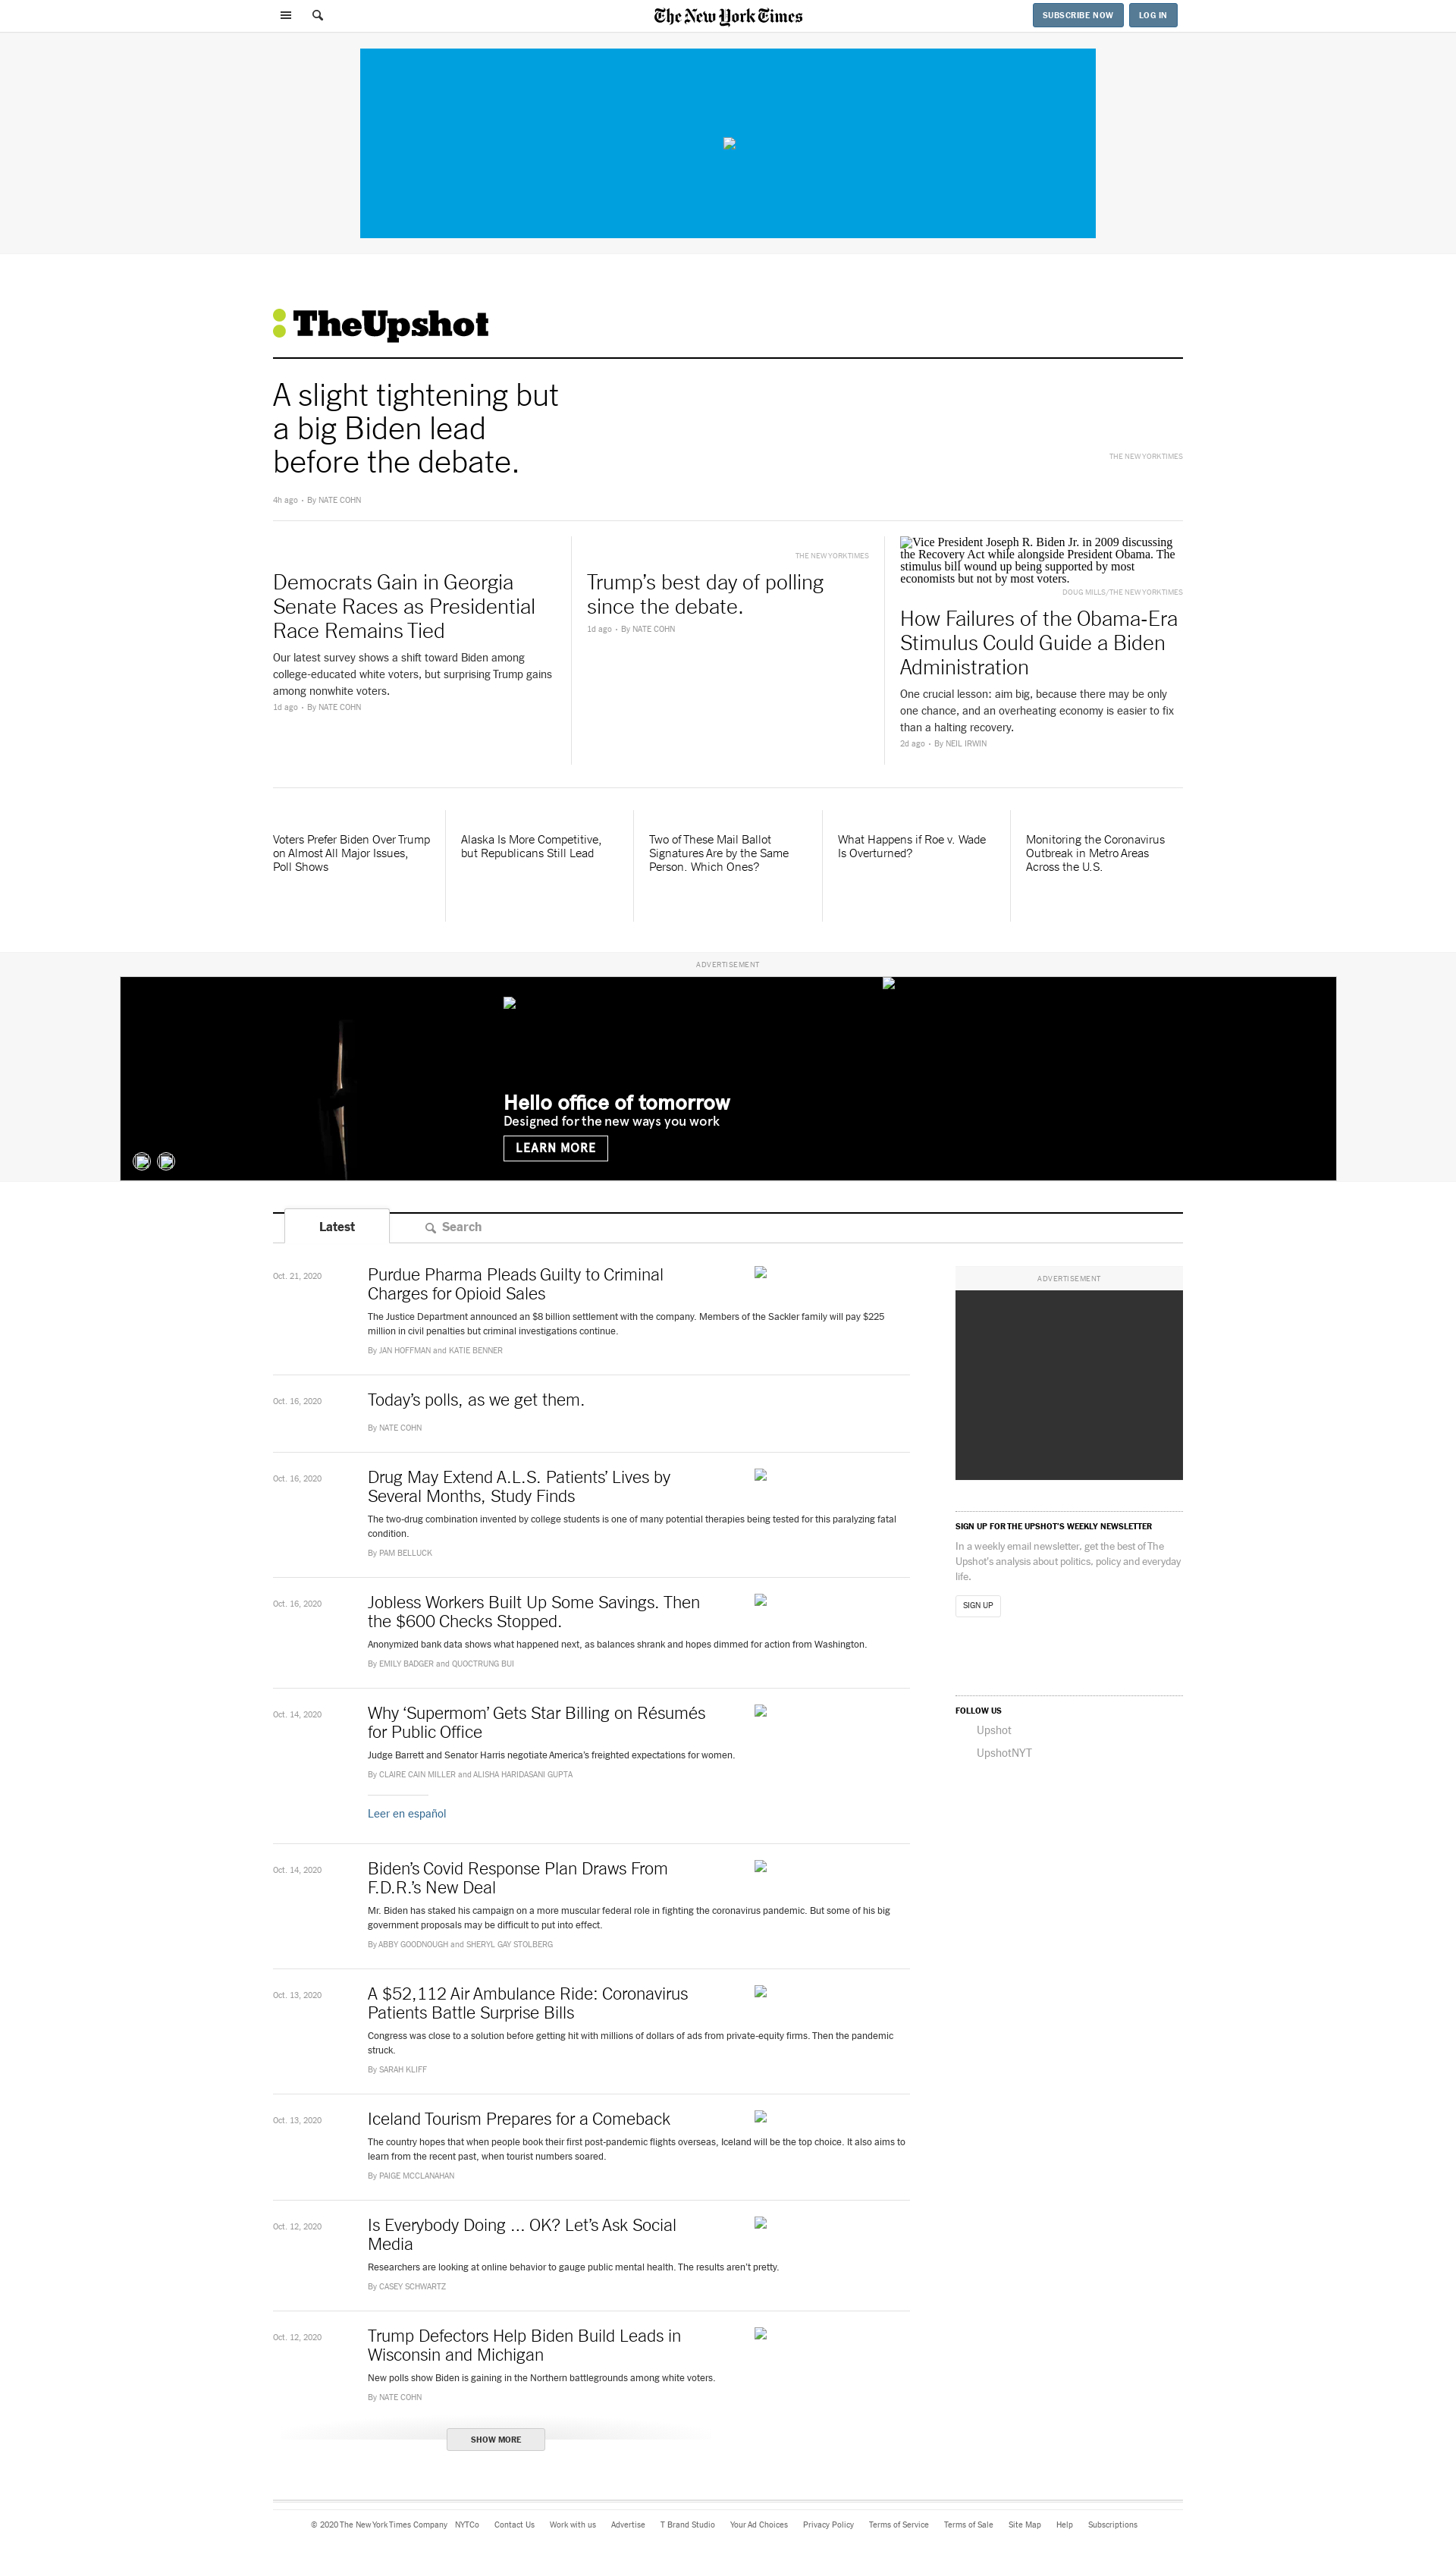 The New York Times
SUBSCRIBE NOW
LOG IN
TheUpshot
A slight tightening but
a big Biden lead
before the debate.
THE NEW YORK TIMES
4h ago • By NATE COHN
Democrats Gain in Georgia
Senate Races as Presidential
Race Remains Tied
Our latest survey shows a shift toward Biden among
college-educated white voters, but surprising Trump gains
among nonwhite voters.
1d ago • By NATE COHN
THE NEW YORK TIMES
Trump’s best day of polling
since the debate.
1d ago • By NATE COHN
Vice President Joseph R. Biden Jr. in 2009 discussing
the Recovery Act while alongside President Obama. The
stimulus bill wound up being supported by most
economists but not by most voters.
DOUG MILLS/THE NEW YORK TIMES
How Failures of the Obama-Era
Stimulus Could Guide a Biden
Administration
One crucial lesson: aim big, because there may be only
one chance, and an overheating economy is easier to fix
than a halting recovery.
2d ago • By NEIL IRWIN
Voters Prefer Biden Over Trump
on Almost All Major Issues,
Poll Shows
Alaska Is More Competitive,
but Republicans Still Lead
Two of These Mail Ballot
Signatures Are by the Same
Person. Which Ones?
What Happens if Roe v. Wade
Is Overturned?
Monitoring the Coronavirus
Outbreak in Metro Areas
Across the U.S.
ADVERTISEMENT
Hello office of tomorrow
Designed for the new ways you work
LEARN MORE
Latest
Search
Oct. 21, 2020
Purdue Pharma Pleads Guilty to Criminal
Charges for Opioid Sales
The Justice Department announced an $8 billion settlement with the company. Members of the Sackler family will pay $225
million in civil penalties but criminal investigations continue.
By JAN HOFFMAN and KATIE BENNER
Oct. 16, 2020
Today’s polls, as we get them.
By NATE COHN
Oct. 16, 2020
Drug May Extend A.L.S. Patients’ Lives by
Several Months, Study Finds
The two-drug combination invented by college students is one of many potential therapies being tested for this paralyzing fatal
condition.
By PAM BELLUCK
Oct. 16, 2020
Jobless Workers Built Up Some Savings. Then
the $600 Checks Stopped.
Anonymized bank data shows what happened next, as balances shrank and hopes dimmed for action from Washington.
By EMILY BADGER and QUOCTRUNG BUI
Oct. 14, 2020
Why ‘Supermom’ Gets Star Billing on Résumés
for Public Office
Judge Barrett and Senator Harris negotiate America’s freighted expectations for women.
By CLAIRE CAIN MILLER and ALISHA HARIDASANI GUPTA
Leer en español
Oct. 14, 2020
Biden’s Covid Response Plan Draws From
F.D.R.’s New Deal
Mr. Biden has staked his campaign on a more muscular federal role in fighting the coronavirus pandemic. But some of his big
government proposals may be difficult to put into effect.
By ABBY GOODNOUGH and SHERYL GAY STOLBERG
Oct. 13, 2020
A $52,112 Air Ambulance Ride: Coronavirus
Patients Battle Surprise Bills
Congress was close to a solution before getting hit with millions of dollars of ads from private-equity firms. Then the pandemic
struck.
By SARAH KLIFF
Oct. 13, 2020
Iceland Tourism Prepares for a Comeback
The country hopes that when people book their first post-pandemic flights overseas, Iceland will be the top choice. It also aims to
learn from the recent past, when tourist numbers soared.
By PAIGE MCCLANAHAN
Oct. 12, 2020
Is Everybody Doing ... OK? Let’s Ask Social
Media
Researchers are looking at online behavior to gauge public mental health. The results aren’t pretty.
By CASEY SCHWARTZ
Oct. 12, 2020
Trump Defectors Help Biden Build Leads in
Wisconsin and Michigan
New polls show Biden is gaining in the Northern battlegrounds among white voters.
By NATE COHN
SHOW MORE
ADVERTISEMENT
SIGN UP FOR THE UPSHOT’S WEEKLY NEWSLETTER
In a weekly email newsletter, get the best of The
Upshot’s analysis about politics, policy and everyday
life.
SIGN UP
FOLLOW US
Upshot
UpshotNYT
© 2020 The New York Times Company NYTCo Contact Us Work with us Advertise T Brand Studio Your Ad Choices Privacy Policy Terms of Service Terms of Sale Site Map Help Subscriptions